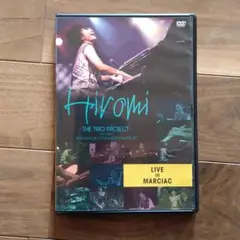 DVD
Hiromi
THE TRIO PROJECT
LIVE
IN
MARCIAC